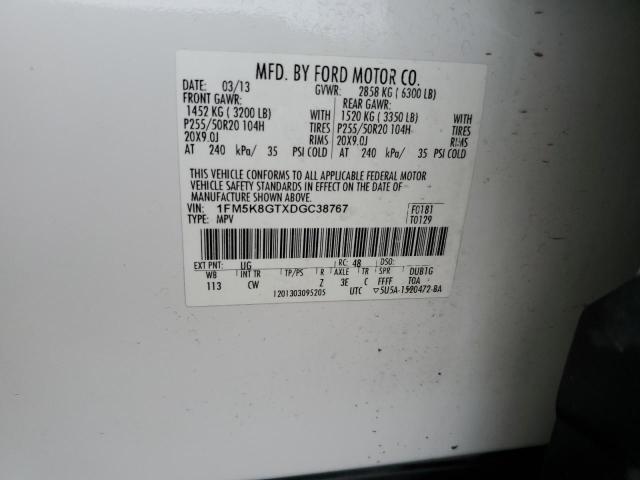 MFD. BY FORD MOTOR CO.
DATE: 03/13 GVWR: 2858 KG ( 6300 LB)
FRONT GAWR: REAR GAWR:
1452 KG ( 3200 LB) WITH 1520 KG ( 3350 LB) WITH
P255/50R20 104H TIRES P255/50R20 104H TIRES
20X9.0J RIMS 20X9.0J RIMS
AT 240 kPa/ 35 PSI COLD AT 240 kPa/ 35 PSI COLD
THIS VEHICLE CONFORMS TO ALL APPLICABLE FEDERAL MOTOR
VEHICLE SAFETY STANDARDS IN EFFECT ON THE DATE OF
MANUFACTURE SHOWN ABOVE.
VIN: 1FM5K8GTXDGC38767 F0181
TYPE: MPV T0129
EXT PNT: UG RC: 48 DSO:
WB INT TR TP/PS R AXLE TR SPR DUB1G
113 CW Z 3E C FFFF TOA
1201303095205 UTC ▽5U5A-1520472-BA